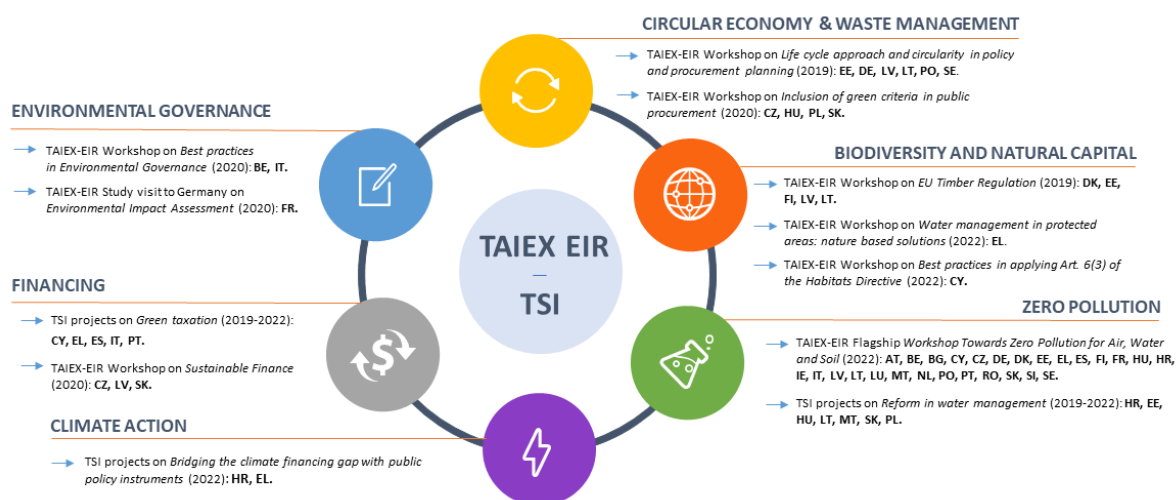 CIRCULAR ECONOMY & WASTE MANAGEMENT
TAIEX-EIR Workshop on Life cycle approach and circularity in policy
and procurement planning (2019): EE, DE, LV, LT, PO, SE.
TAIEX-EIR Workshop on Inclusion of green criteria in public
procurement (2020): CZ, HU, PL, SK.
ENVIRONMENTAL GOVERNANCE
TAIEX-EIR Workshop on Best practices
in Environmental Governance (2020): BE, IT.
TAIEX-EIR Study visit to Germany on
Environmental Impact Assessment (2020): FR.
BIODIVERSITY AND NATURAL CAPITAL
TAIEX-EIR Workshop on EU Timber Regulation (2019): DK, EE,
FI, LV, LT.
TAIEX-EIR Workshop on Water management in protected
areas: nature based solutions (2022): EL.
TAIEX-EIR Workshop on Best practices in applying Art. 6(3) of
the Habitats Directive (2022): CY.
TAIEX EIR
–
TSI
FINANCING
TSI projects on Green taxation (2019-2022):
CY, EL, ES, IT, PT.
TAIEX-EIR Workshop on Sustainable Finance
(2020): CZ, LV, SK.
ZERO POLLUTION
TAIEX-EIR Flagship Workshop Towards Zero Pollution for Air, Water
and Soil (2022): AT, BE, BG, CY, CZ, DE, DK, EE, EL, ES, FI, FR, HU, HR,
IE, IT, LV, LT, LU, MT, NL, PO, PT, RO, SK, SI, SE.
TSI projects on Reform in water management (2019-2022): HR, EE,
HU, LT, MT, SK, PL.
CLIMATE ACTION
TSI projects on Bridging the climate financing gap with public
policy instruments (2022): HR, EL.